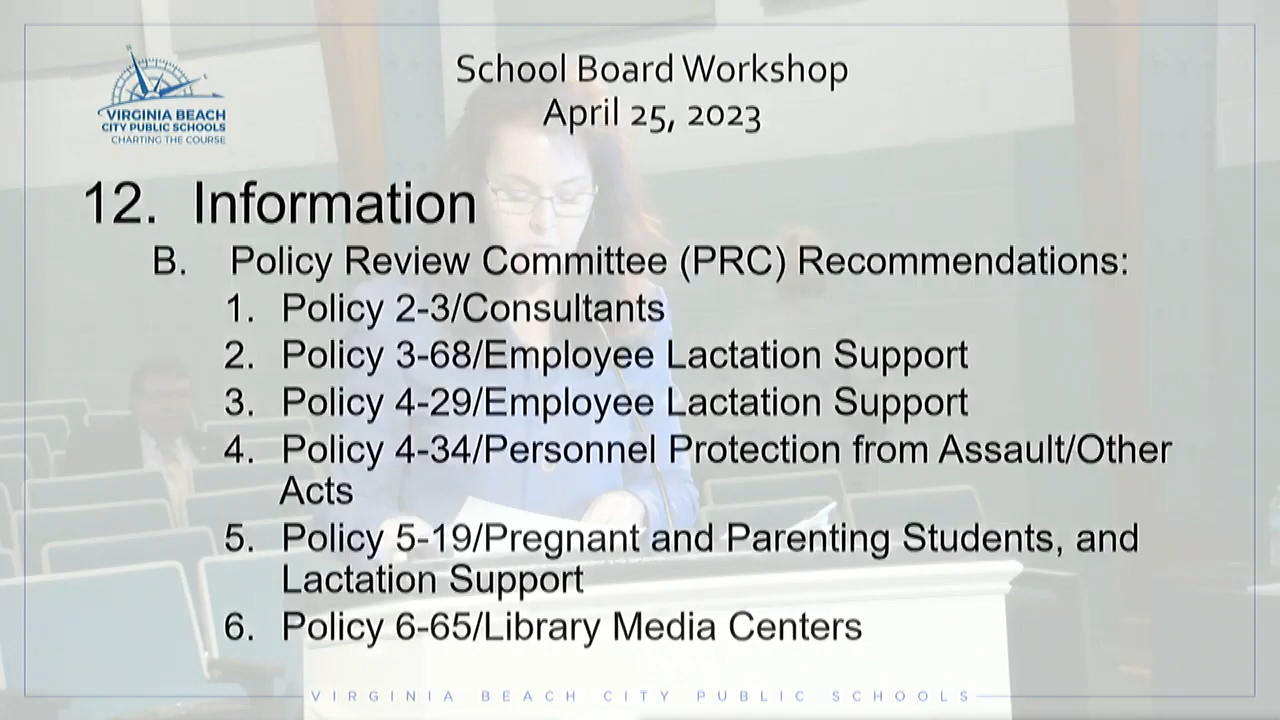 School Board Workshop
April 25, 2023
VIRGINIA BEACH
CITY PUBLIC SCHOOLS
CHARTING THE COURSE
12. Information
B. Policy Review Committee (PRC) Recommendations:
1. Policy 2-3/Consultants
2. Policy 3-68/Employee Lactation Support
3. Policy 4-29/Employee Lactation Support
4. Policy 4-34/Personnel Protection from Assault/Other
Acts
5. Policy 5-19/Pregnant and Parenting Students, and
Lactation Support
6. Policy 6-65/Library Media Centers
VIRGINIA BEACH CITY PUBLIC SCHOOLS